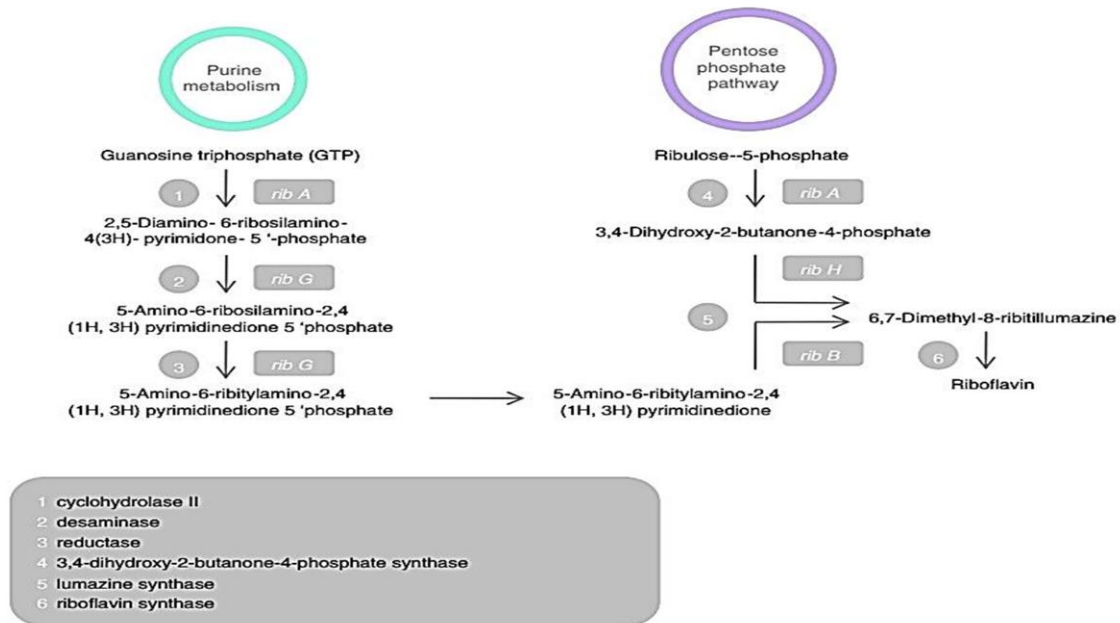 Purine
metabolism
Guanosine triphosphate (GTP)
1
rib A
2,5-Diamino- 6-ribosilamino-
4(3H)- pyrimidone- 5 '-phosphate
2
rib G
5-Amino-6-ribosilamino-2,4
(1H, 3H) pyrimidinedione 5 'phosphate
3
rib G
5-Amino-6-ribitylamino-2,4
(1H, 3H) pyrimidinedione 5 'phosphate
Pentose
phosphate
pathway
Ribulose--5-phosphate
4
rib A
3,4-Dihydroxy-2-butanone-4-phosphate
rib H
5
6,7-Dimethyl-8-ribitillumazine
rib B
6
Riboflavin
5-Amino-6-ribitylamino-2,4
(1H, 3H) pyrimidinedione
1 cyclohydrolase II
2 desaminase
3 reductase
4 3,4-dihydroxy-2-butanone-4-phosphate synthase
5 lumazine synthase
6 riboflavin synthase